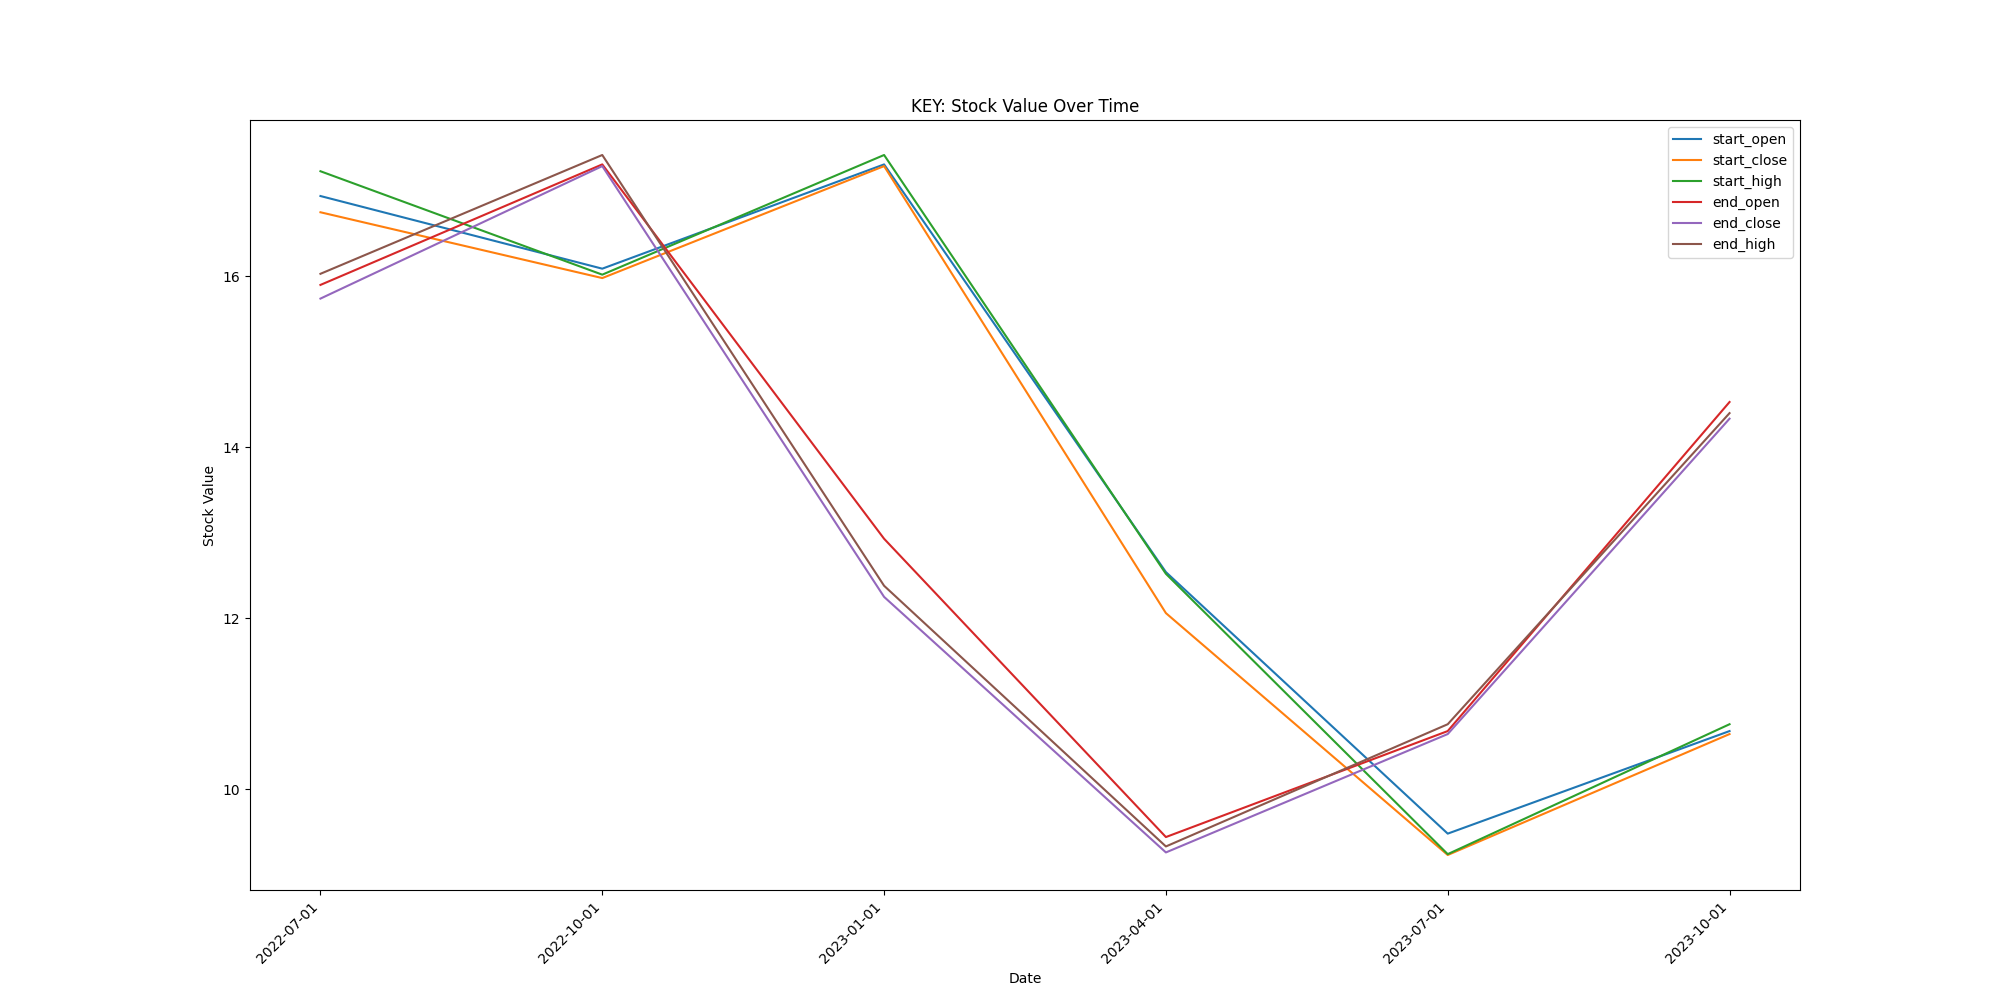 KEY: Stock Value Over Time
start_open
start_close
start_high
end_open
end_close
end_high
16
14
12
10
Stock Value
2022-07-01
2022-10-01
2023-01-01
2023-04-01
2023-07-01
2023-10-01
Date